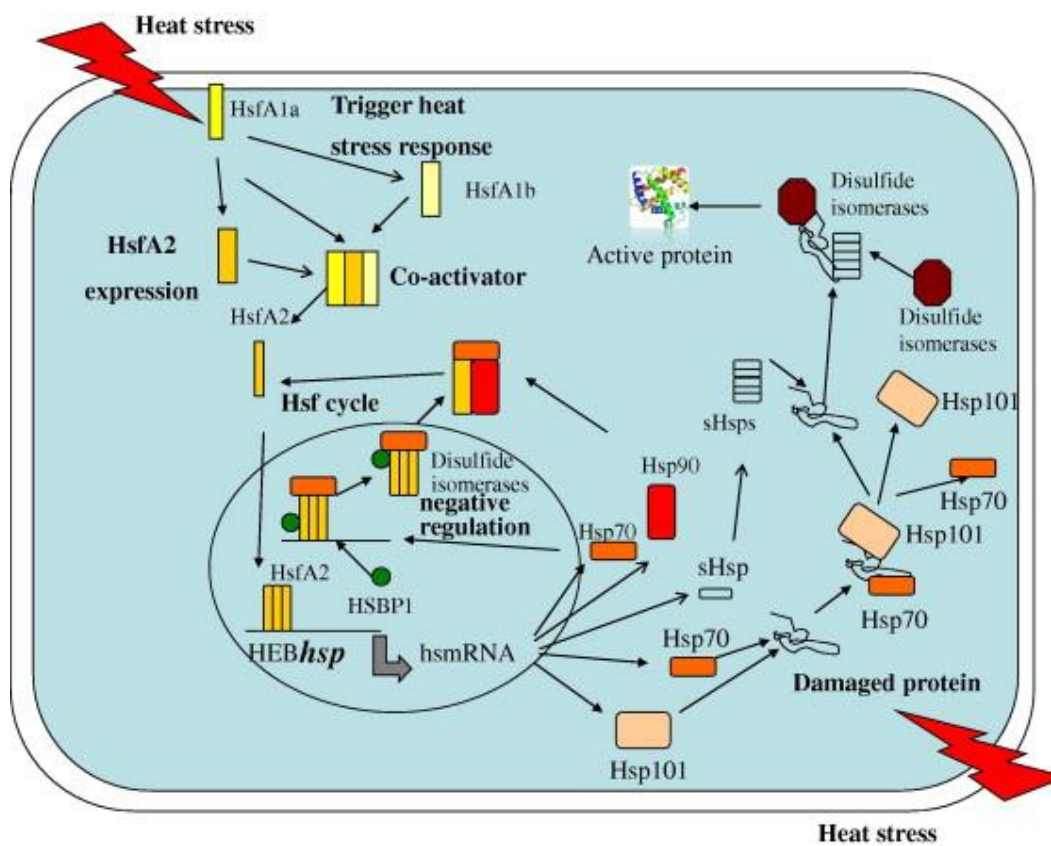 Heat stress
HsfA1a
Trigger heat
stress response
HsfA1b
HsfA2
expression
Co-activator
HsfA2
Hsf cycle
Disulfide
isomerases
negative
regulation
HsfA2
HSBP1
HEBhsp
hsmRNA
Hsp70
Hsp90
sHsp
sHsps
Hsp70
Hsp101
Damaged protein
Hsp101
Hsp70
Hsp101
Hsp70
Active protein
Disulfide
isomerases
Disulfide
isomerases
Heat stress